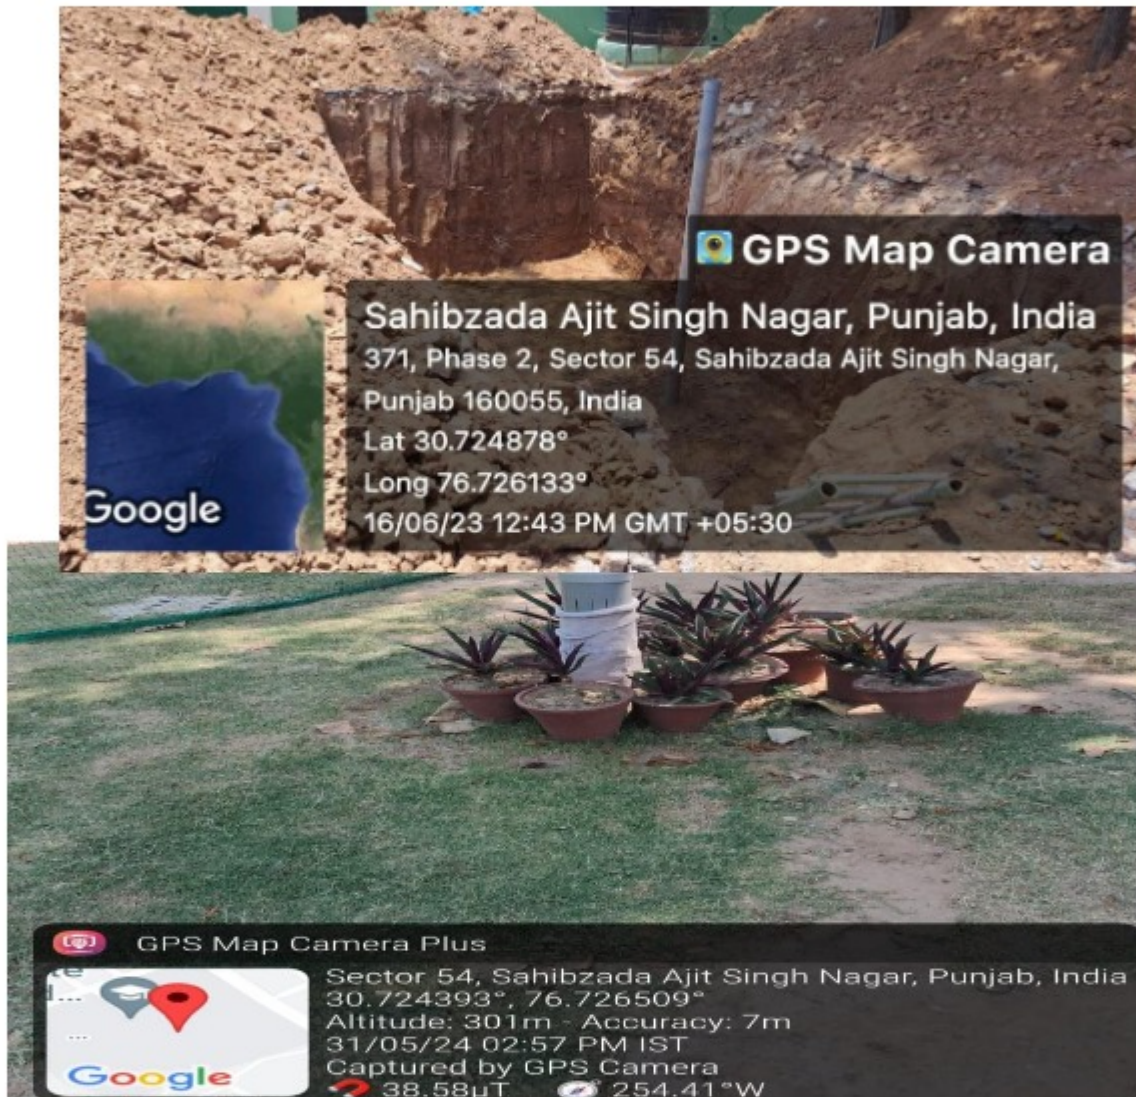 GPS Map Camera
Sahibzada Ajit Singh Nagar, Punjab, India
371, Phase 2, Sector 54, Sahibzada Ajit Singh Nagar,
Punjab 160055, India
Lat 30.724878°
Long 76.726133°
16/06/23 12:43 PM GMT +05:30
Google
GPS Map Camera Plus
Sector 54, Sahibzada Ajit Singh Nagar, Punjab, India
30.724393°, 76.726509°
Altitude: 301m - Accuracy: 7m
31/05/24 02:57 PM IST
Captured by GPS Camera
38.58μT 254.41°W
Google